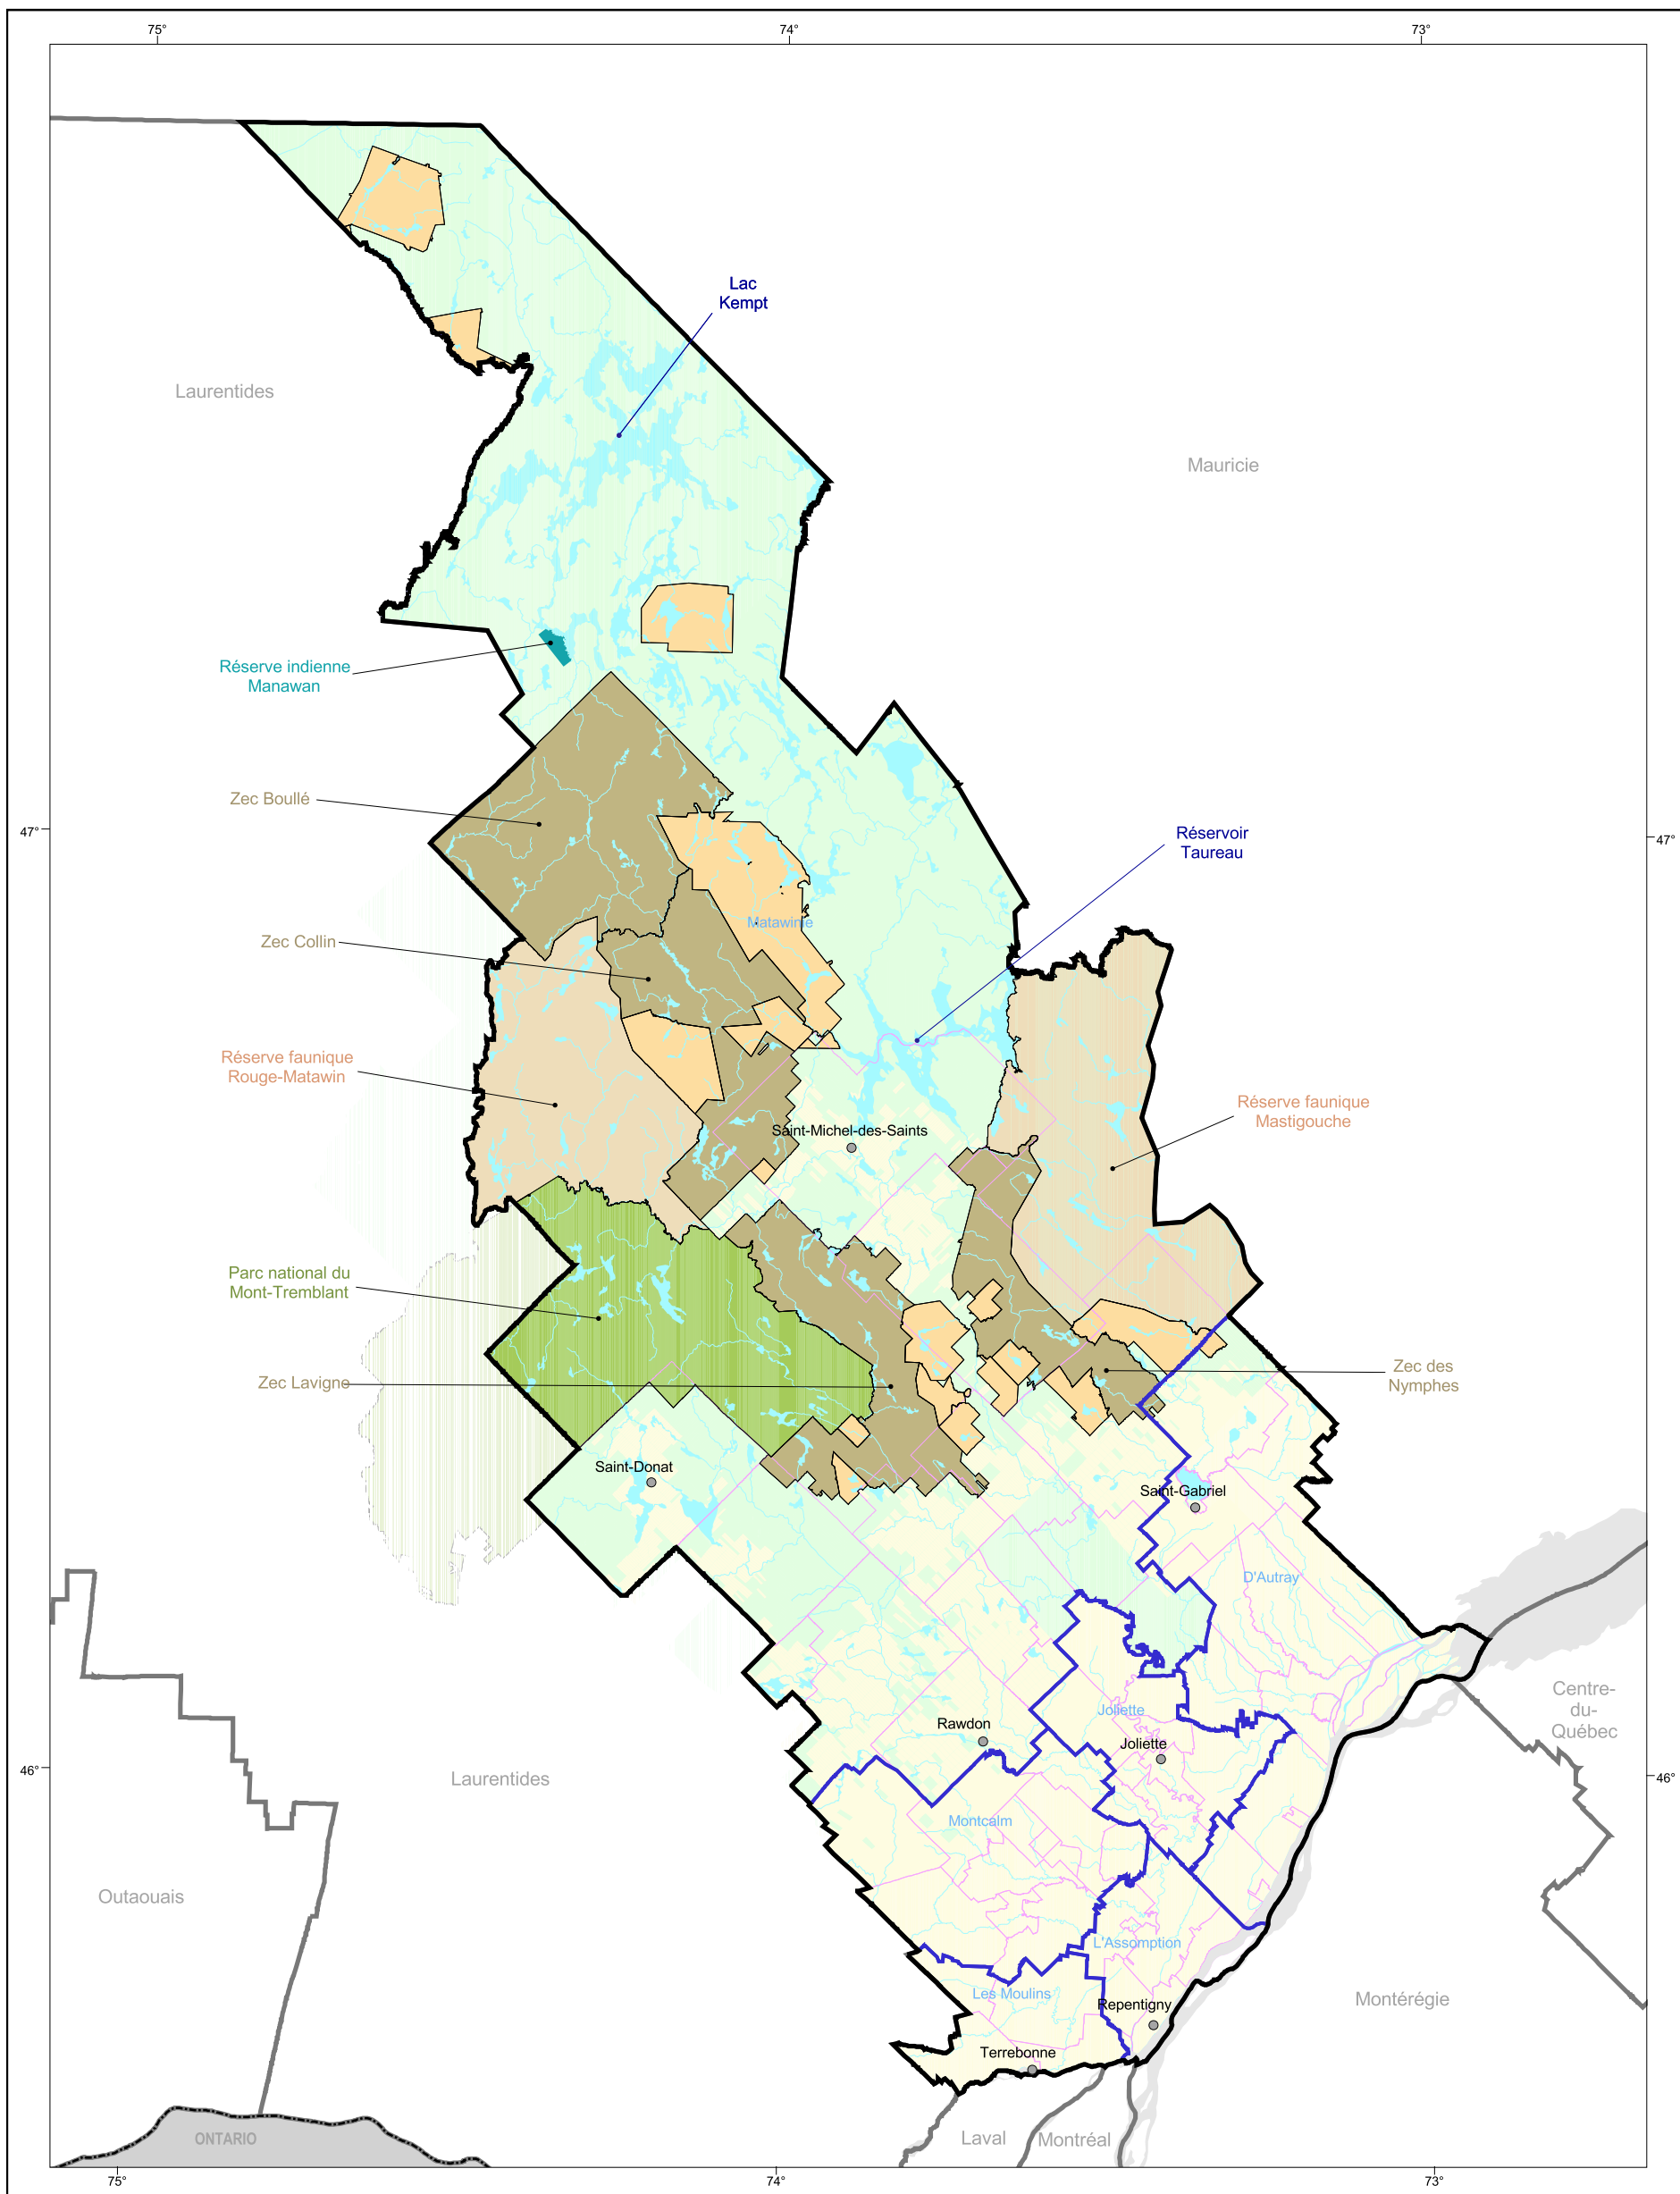 75°
74°
73°
Lac
Kempt
Laurentides
Mauricie
Réserve indienne
Manawan
Zec Boullé
47°
47°
Réservoir
Taureau
Matawinie
Zec Collin
Réserve faunique
Rouge-Matawin
Réserve faunique
Mastigouche
Saint-Michel-des-Saints
Parc national du
Mont-Tremblant
Zec Lavigne
Zec des
Nymphes
Saint-Donat
Saint-Gabriel
D'Autray
Centre-
du-
Québec
Joliette
Rawdon
Joliette
46°
46°
Laurentides
Montcalm
Outaouais
L'Assomption
Les Moulins
Repentigny
Montérégie
Terrebonne
ONTARIO
Laval
Montréal
75°
74°
73°